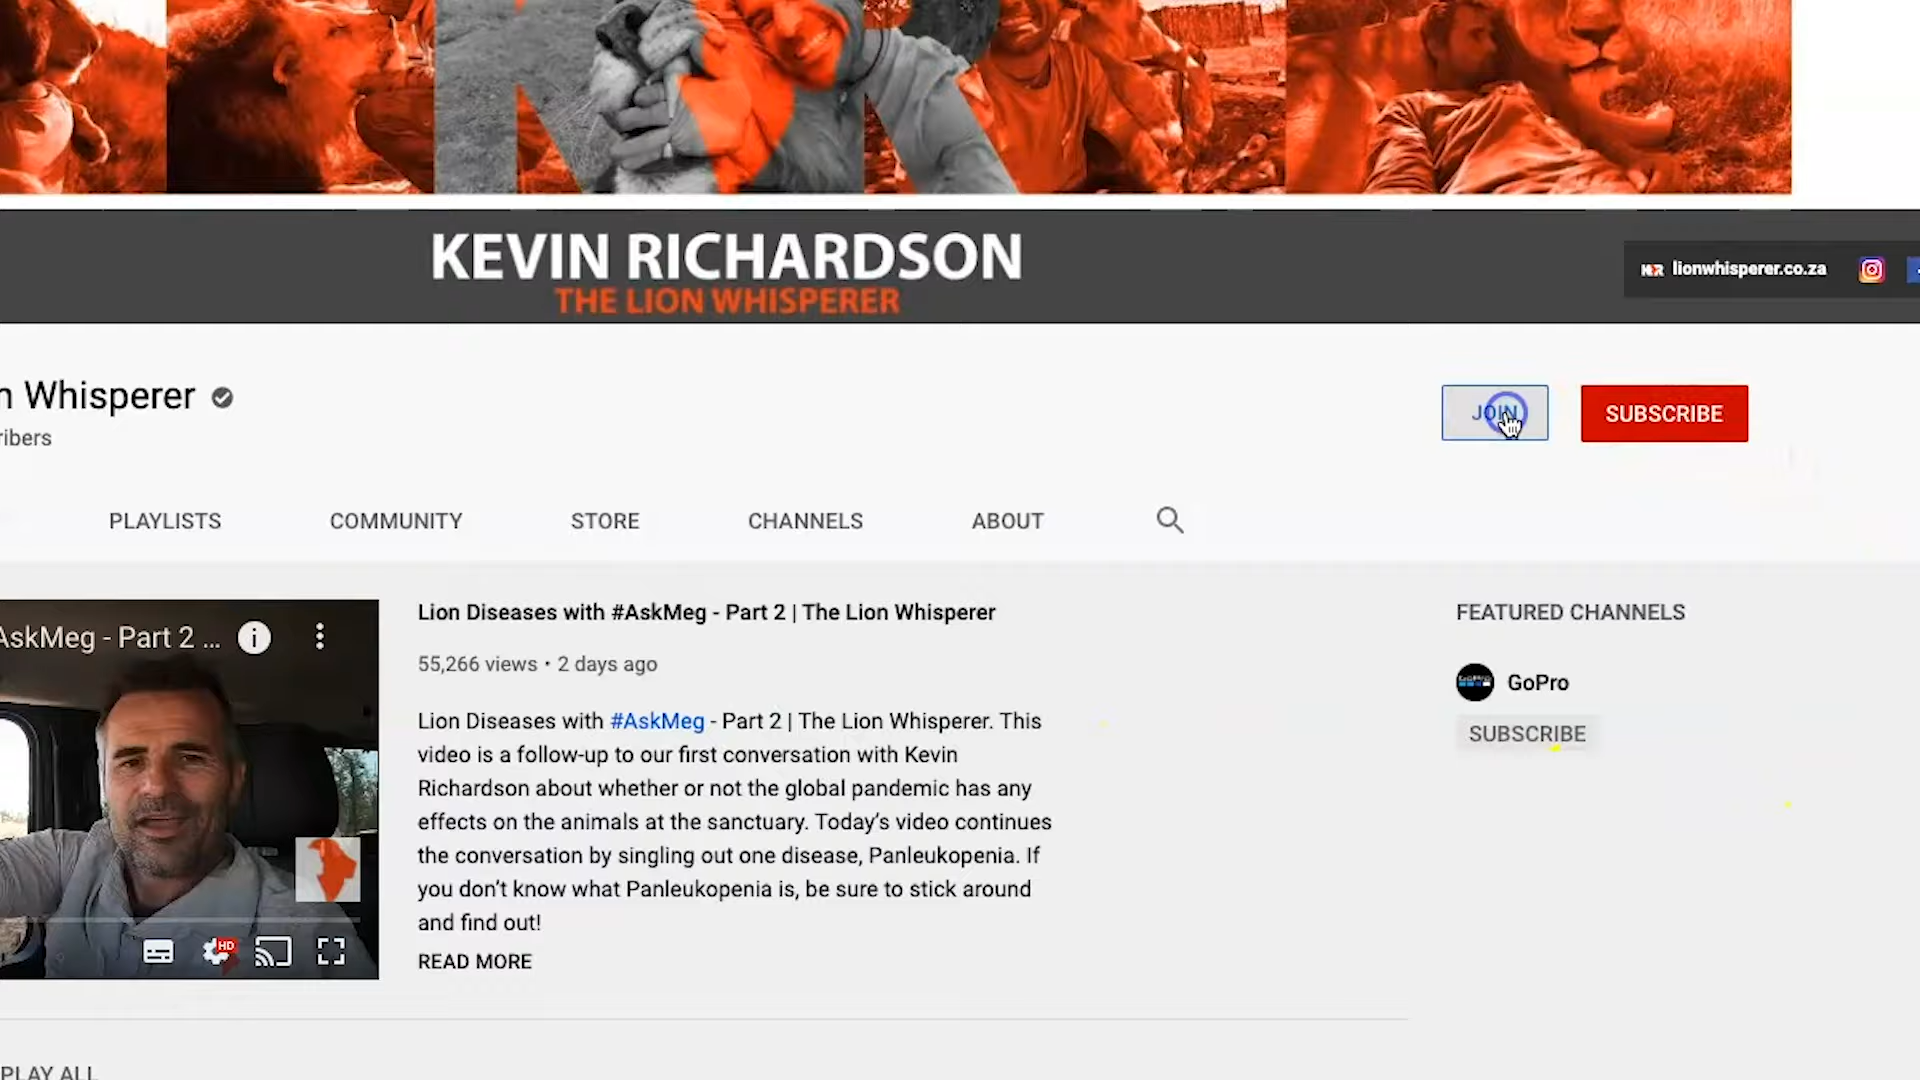 KR
KEVIN RICHARDSON
THE LION WHISPERER
lionwhisperer.co.za
n Whisperer
ribers
JOIN
SUBSCRIBE
PLAYLISTS
COMMUNITY
STORE
CHANNELS
ABOUT
AskMeg - Part 2 ...
HD
Lion Diseases with #AskMeg - Part 2 | The Lion Whisperer
55,266 views • 2 days ago
Lion Diseases with #AskMeg - Part 2 | The Lion Whisperer. This
video is a follow-up to our first conversation with Kevin
Richardson about whether or not the global pandemic has any
effects on the animals at the sanctuary. Today's video continues
the conversation by singling out one disease, Panleukopenia. If
you don't know what Panleukopenia is, be sure to stick around
and find out!
READ MORE
FEATURED CHANNELS
GoPro
SUBSCRIBE
PLAY ALL